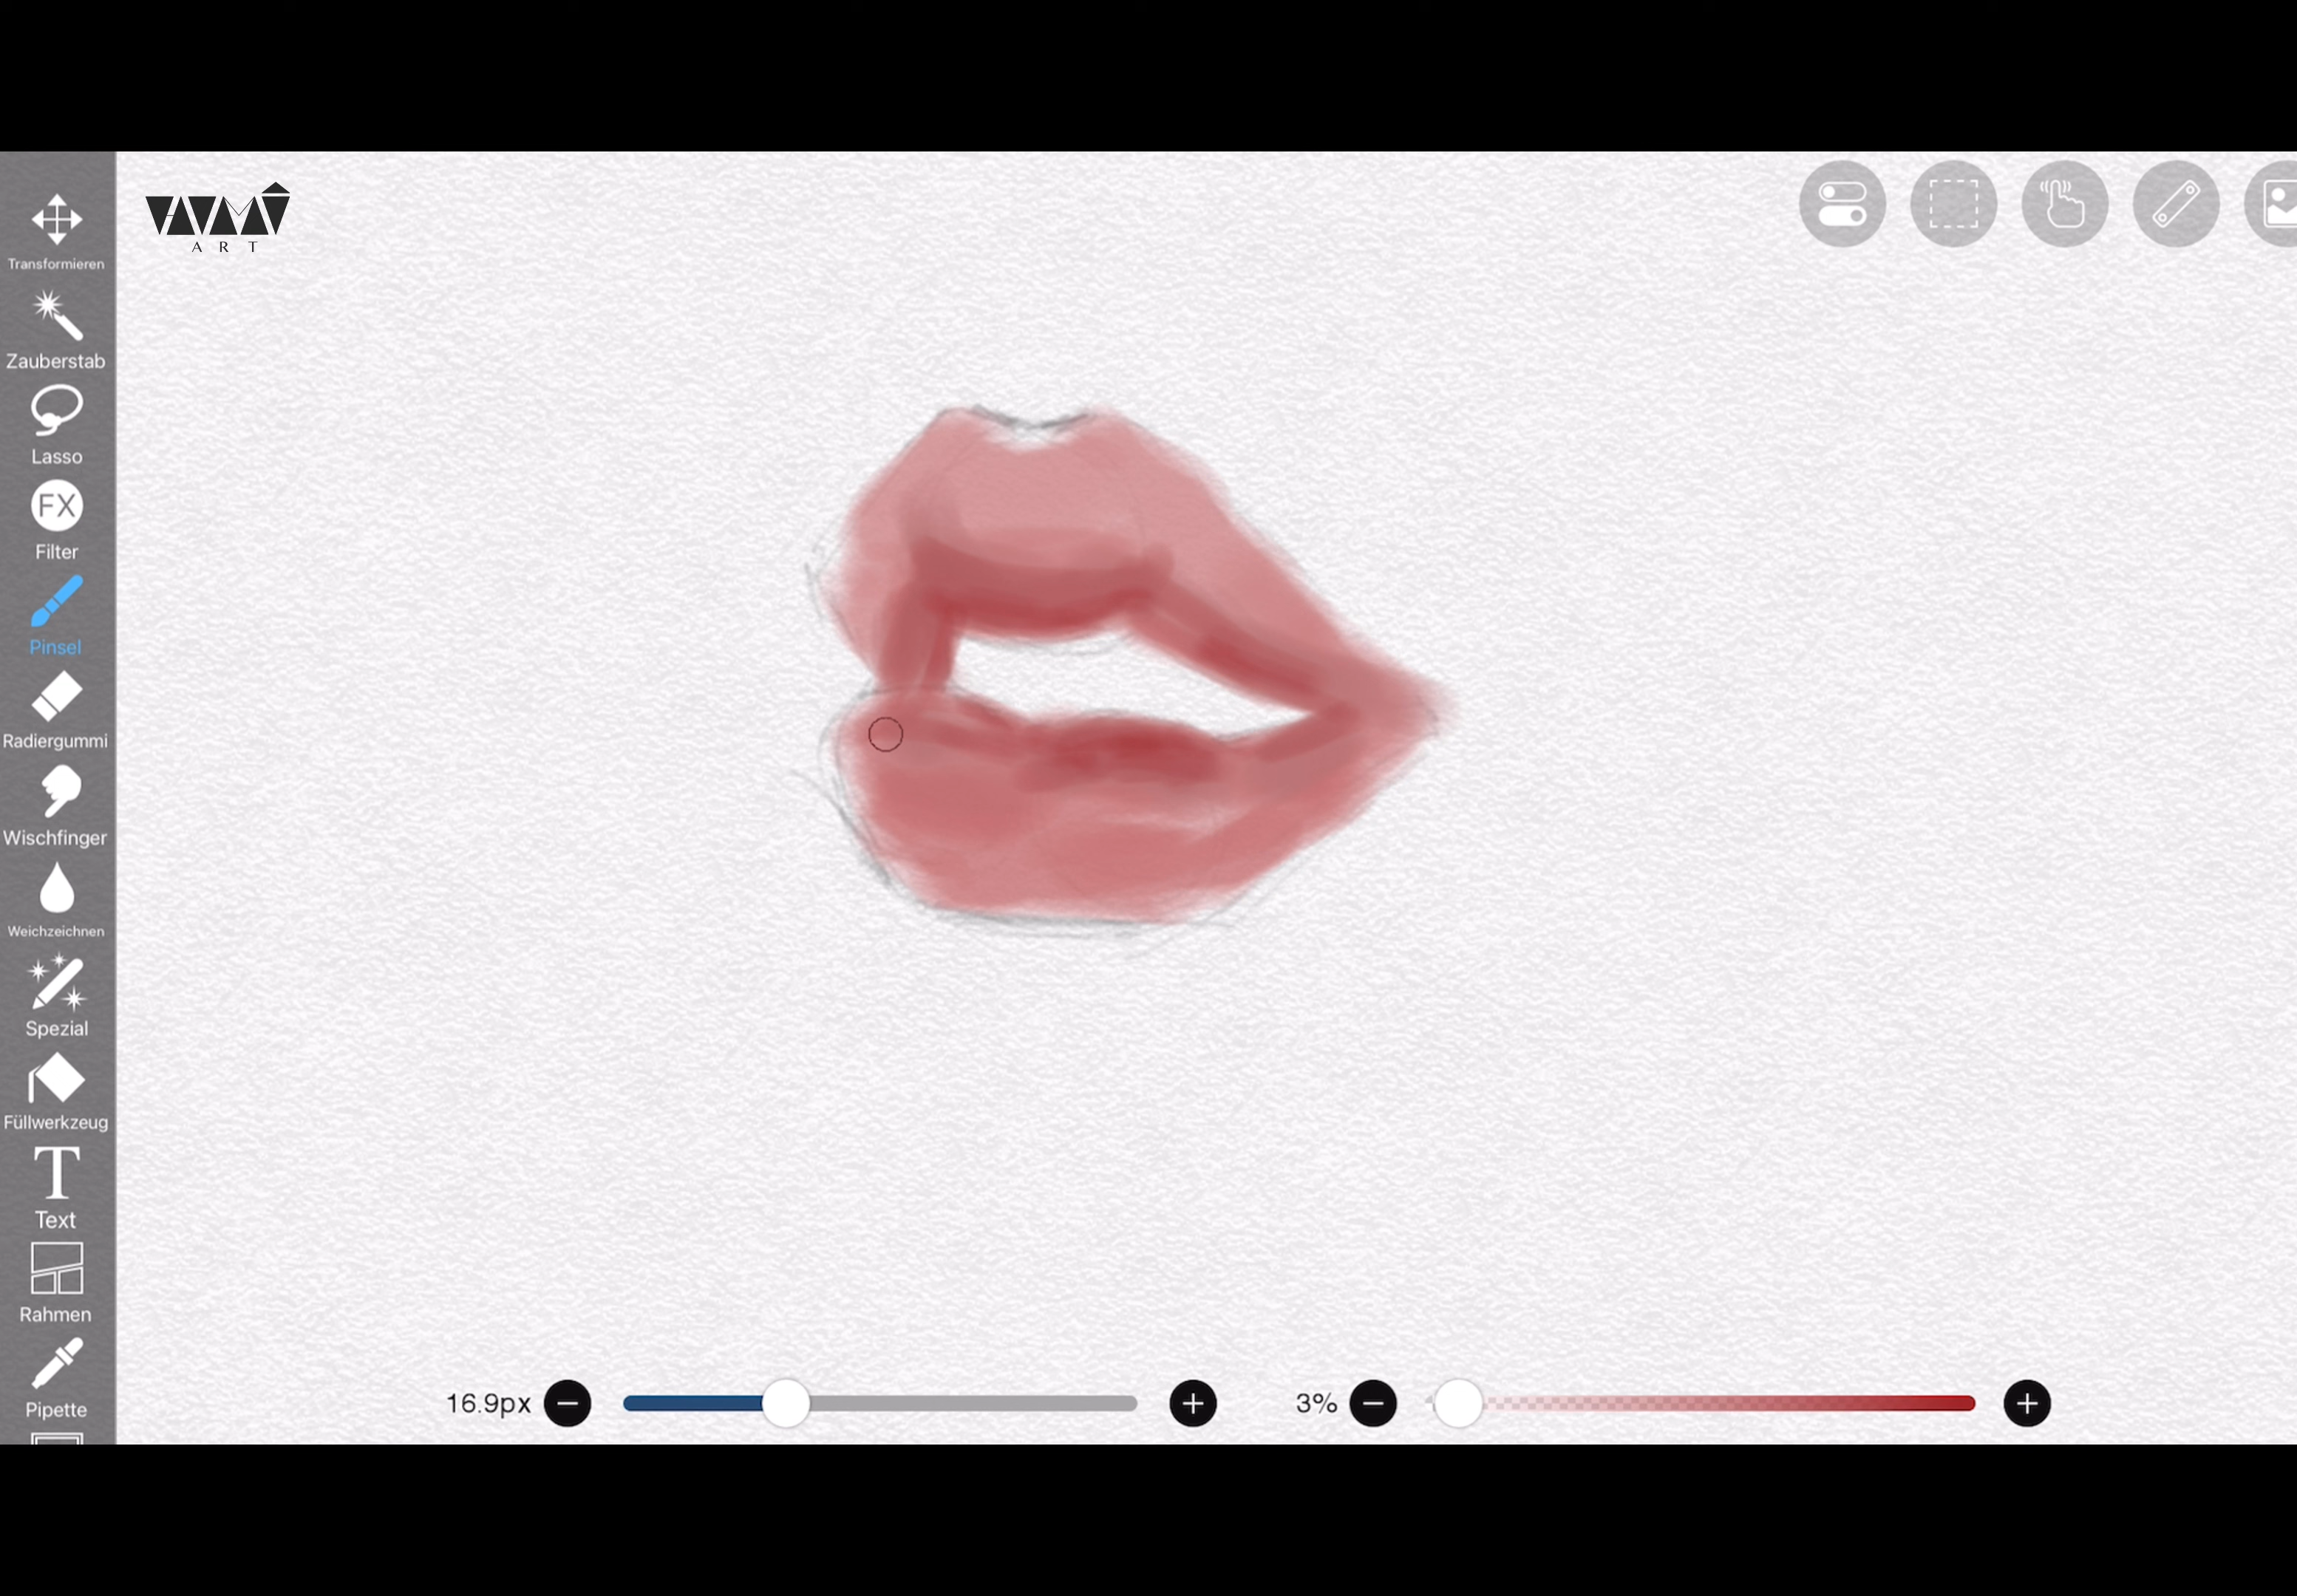 ART
Transformieren
Zauberstab
Lasso
FX
Filter
Pinsel
Radiergummi
Wischfinger
Weichzeichnen
Spezial
Füllwerkzeug
T
Text
Rahmen
Pipette
16.9px
3%